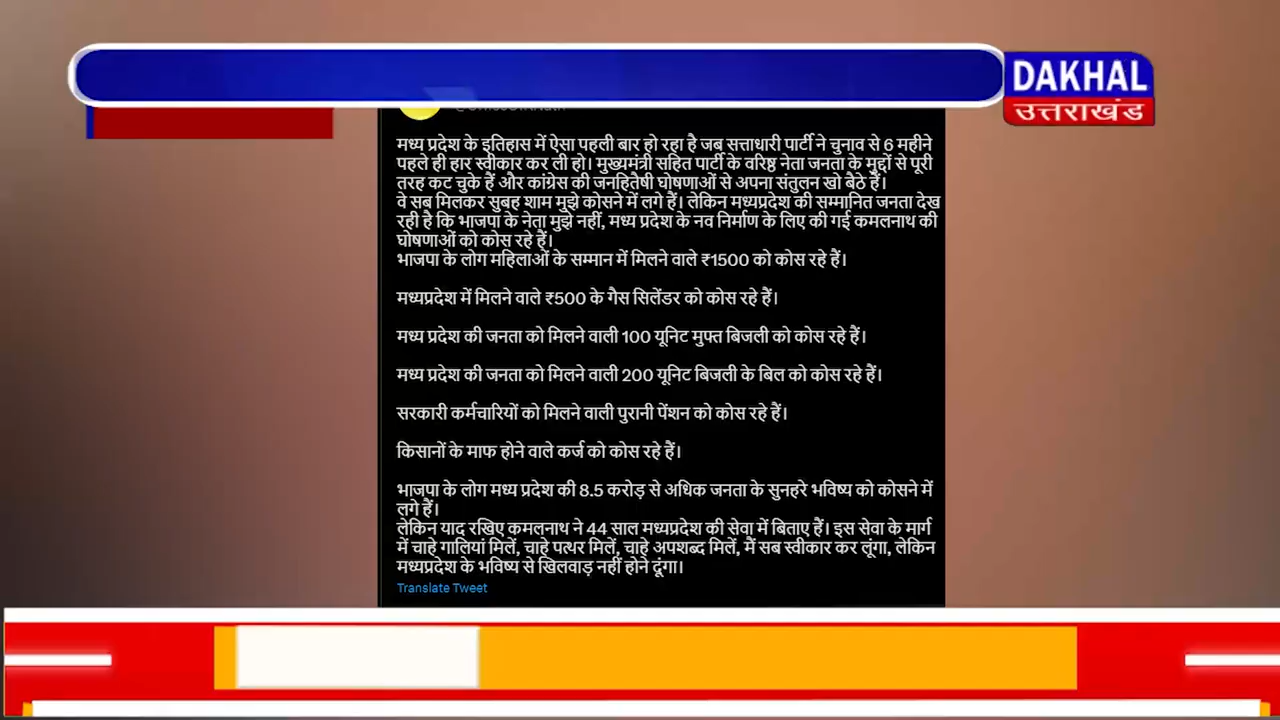 DAKHAL
उत्तराखंड
मध्य प्रदेश के इतिहास में ऐसा पहली बार हो रहा है जब सत्ताधारी पार्टी ने चुनाव से 6 महीने
पहले ही हार स्वीकार कर ली हो। मुख्यमंत्री सहित पार्टी के वरिष्ठ नेता जनता के मुद्दों से पूरी
तरह कट चुके हैं और कांग्रेस की जनहितैषी घोषणाओं से अपना संतुलन खो बैठे हैं।
वे सब मिलकर सुबह शाम मुझे कोसने में लगे हैं। लेकिन मध्यप्रदेश की सम्मानित जनता देख
रही है कि भाजपा के नेता मुझे नहीं, मध्य प्रदेश के नव निर्माण के लिए की गई कमलनाथ की
घोषणाओं को कोस रहे हैं।
भाजपा के लोग महिलाओं के सम्मान में मिलने वाले ₹1500 को कोस रहे हैं।
मध्यप्रदेश में मिलने वाले ₹500 के गैस सिलेंडर को कोस रहे हैं।
मध्य प्रदेश की जनता को मिलने वाली 100 यूनिट मुफ्त बिजली को कोस रहे हैं।
मध्य प्रदेश की जनता को मिलने वाली 200 यूनिट बिजली के बिल को कोस रहे हैं।
सरकारी कर्मचारियों को मिलने वाली पुरानी पेंशन को कोस रहे हैं।
किसानों के माफ होने वाले कर्ज को कोस रहे हैं।
भाजपा के लोग मध्य प्रदेश की 8.5 करोड़ से अधिक जनता के सुनहरे भविष्य को कोसने में
लगे हैं।
लेकिन याद रखिए कमलनाथ ने 44 साल मध्यप्रदेश की सेवा में बिताए हैं। इस सेवा के मार्ग
में चाहे गालियां मिलें, चाहे पत्थर मिलें, चाहे अपशब्द मिलें, मैं सब स्वीकार कर लूंगा, लेकिन
मध्यप्रदेश के भविष्य से खिलवाड़ नहीं होने दूंगा।
Translate Tweet